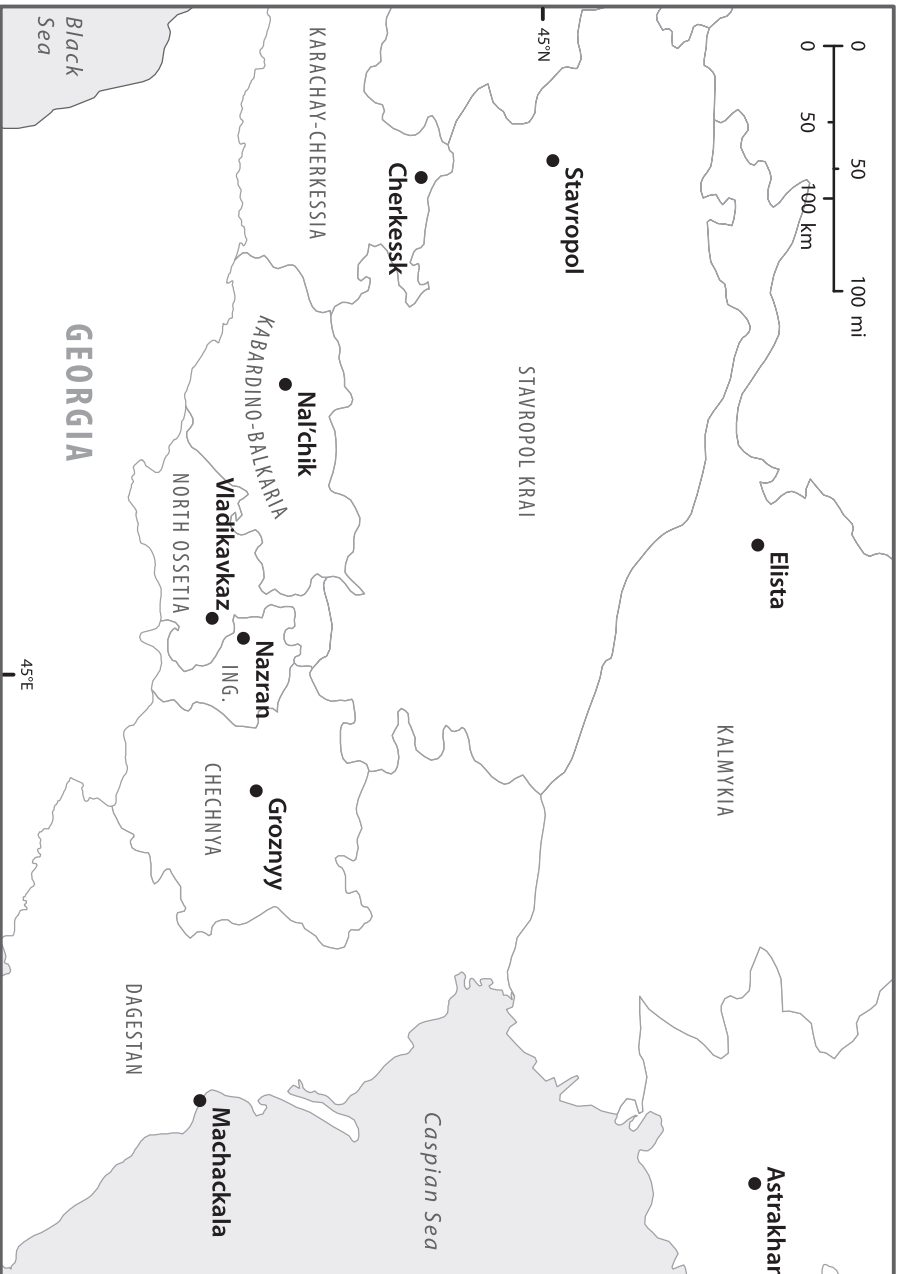 0 50 100 mi
0 50 100 km
Astrakhan
Elista
KALMYKIA
45°N
Stavropol
STAVROPOL KRAI
Caspian Sea
Cherkessk
KARACHAY-CHERKESSIA
Nal’chik
KABARDINO-BALKARIA
Nazran
ING.
Groznyy
CHECHNYA
Vladikavkaz
NORTH OSSETIA
Machackala
DAGESTAN
Black
Sea
GEORGIA
45°E